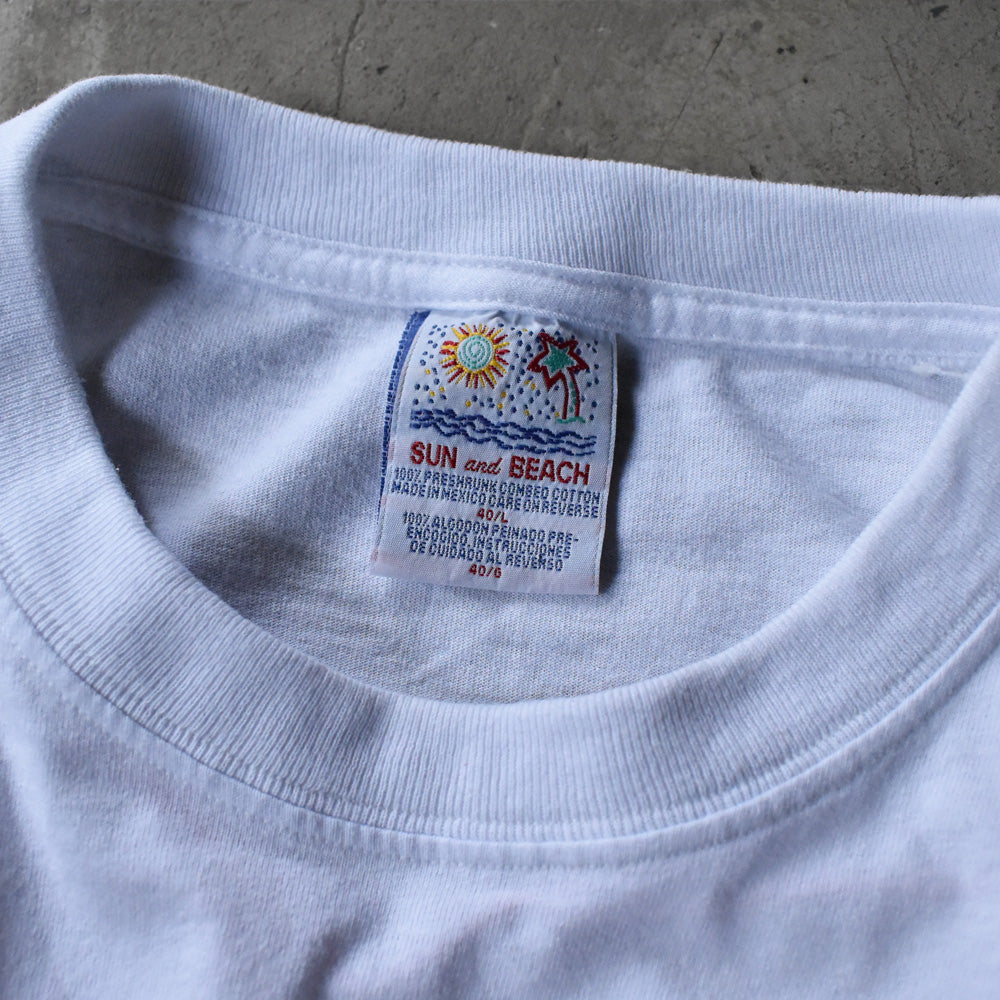 SUN and BEACH
100% PRESHRUNK COMBED COTTON
MADE IN MEXICO CARE ON REVERSE
40/L
100% ALGODON PEINADO PRE-
ENCOGIDO. INSTRUCCIONES
DE CUIDADO AL REVERSO
40/G